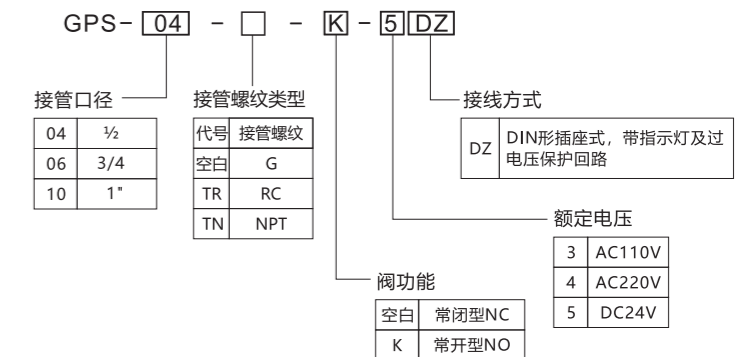 GPS- 04 - - K - 5 DZ
接管口径
04 ½
06 3/4
10 1"
接管螺纹类型
代号 接管螺纹
空白 G
TR RC
TN NPT
接线方式
DZ DIN形插座式，带指示灯及过
电压保护回路
额定电压
3 AC110V
4 AC220V
5 DC24V
阀功能
空白 常闭型NC
K 常开型NO